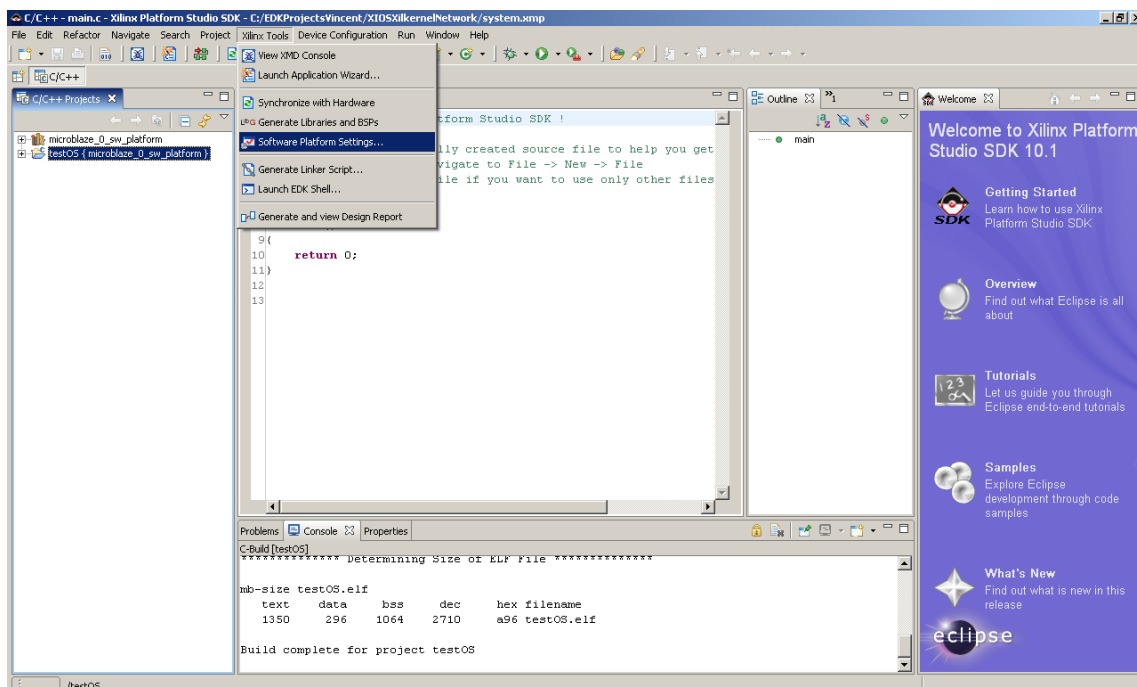 C/C++ - main.c - Xilinx Platform Studio SDK - C:/EDKProjectsVincent/XIOSXilkernelNetwork/system.xmp
File Edit Refactor Navigate Search Project Xilinx Tools Device Configuration Run Window Help
View XMD Console
Launch Application Wizard...
Synchronize with Hardware
Generate Libraries and BSPs
Software Platform Settings...
Generate Linker Script...
Launch EDK Shell...
Generate and view Design Report
C/C++
C/C++ Projects
microblaze_0_sw_platform
testOS { microblaze_0_sw_platform }
tform Studio SDK !
lly created source file to help you get
vigate to File -> New -> File
ile if you want to use only other files
9{
10 return 0;
11}
12
13
Outline
main
Welcome
Welcome to Xilinx Platform
Studio SDK 10.1
SDK
Getting Started
Learn how to use Xilinx
Platform Studio SDK
Overview
Find out what Eclipse is all
about
Tutorials
Let us guide you through
Eclipse end-to-end tutorials
Samples
Explore Eclipse
development through code
samples
What's New
Find out what is new in this
release
eclipse
Problems Console Properties
C-Build [testOS]
************** Determining Size of ELF File **************
mb-size testOS.elf
text data bss dec hex filename
1350 296 1064 2710 a96 testOS.elf
Build complete for project testOS
/testOS